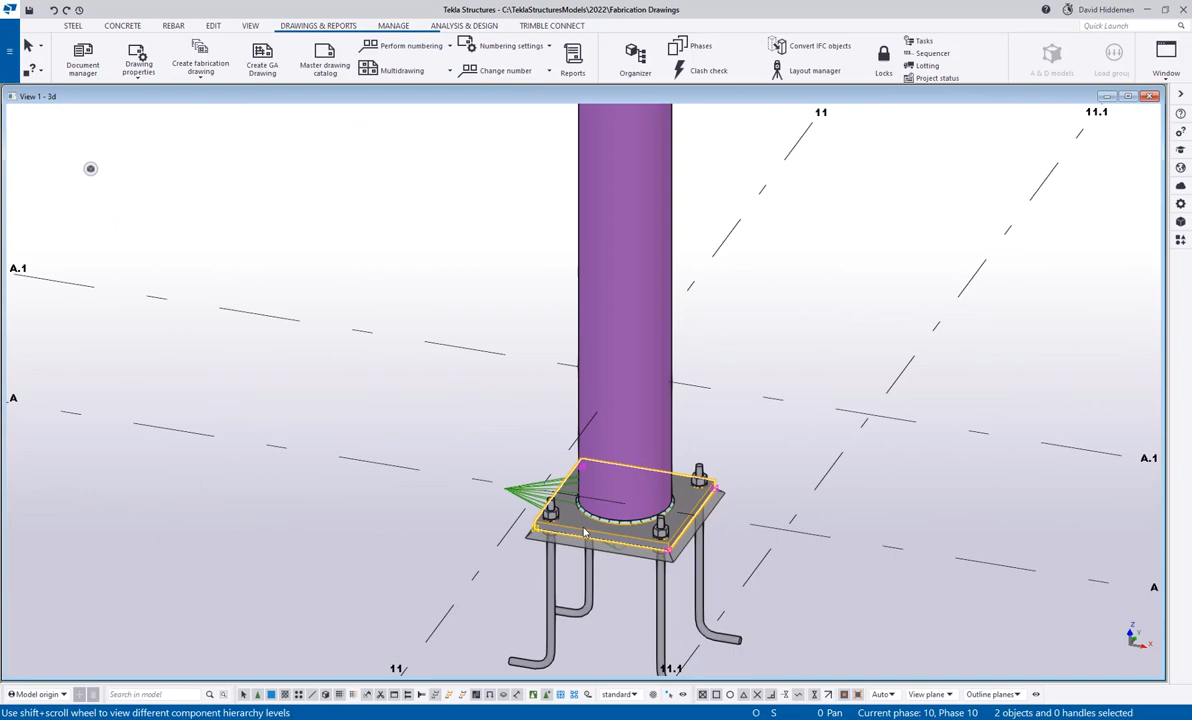 Tekla Structures - C:\TeklaStructuresModels\2022\Fabrication Drawings
David Hiddemen
STEEL CONCRETE REBAR EDIT VIEW DRAWINGS & REPORTS MANAGE ANALYSIS & DESIGN TRIMBLE CONNECT
Quick Launch
Document manager
Drawing properties
Create fabrication drawing
Create GA Drawing
Master drawing catalog
Perform numbering
Multidrawing
Numbering settings
Change number
Reports
Organizer
Phases
Clash check
Convert IFC objects
Layout manager
Locks
Tasks
Sequencer
Lotting
Project status
A & D models
Load group
Window
View 1 - 3d
11
11.1
A.1
A
A.1
A
11
11.1
Z
Y
X
Model origin
Search in model
standard
Auto
View plane
Outline planes
Use shift+scroll wheel to view different component hierarchy levels
O S 0 Pan Current phase: 10, Phase 10 2 objects and 0 handles selected